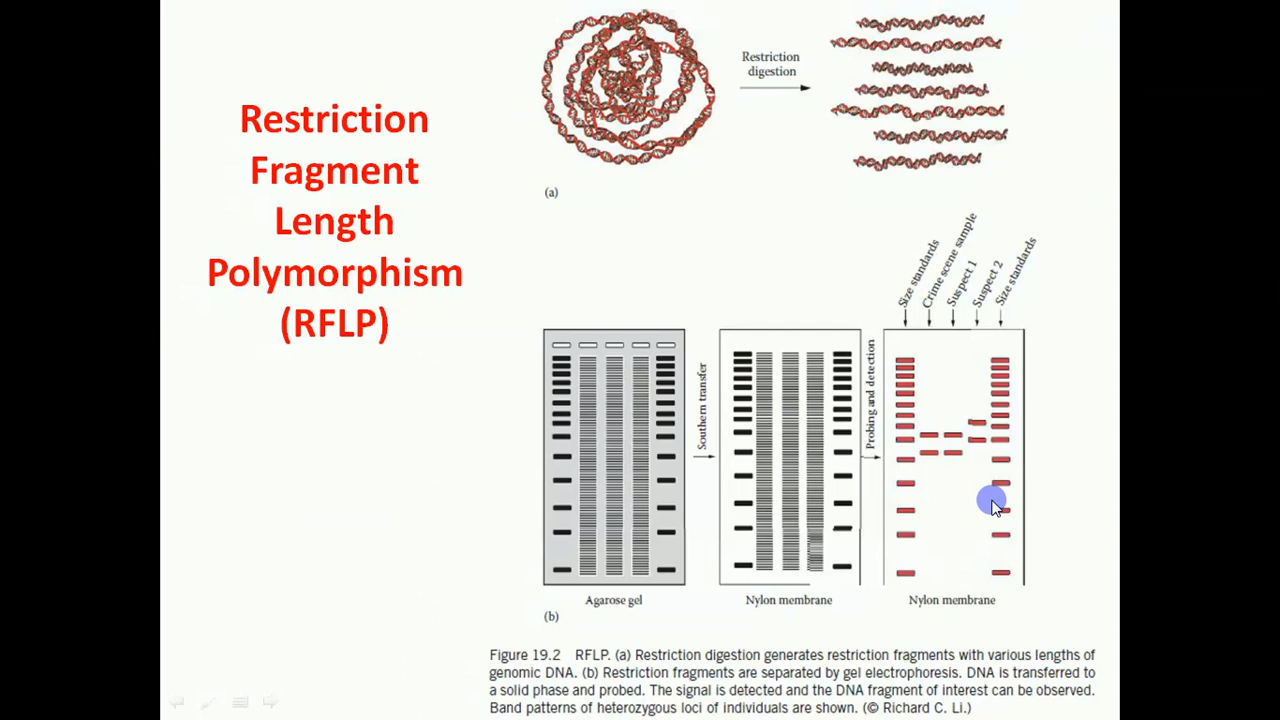 Restriction
Fragment
Length
Polymorphism
(RFLP)
Restriction
digestion
(a)
Size standards
Crime scene sample
Suspect 1
Suspect 2
Size standards
Southern transfer
Probing and detection
Agarose gel
Nylon membrane
Nylon membrane
(b)
Figure 19.2 RFLP. (a) Restriction digestion generates restriction fragments with various lengths of
genomic DNA. (b) Restriction fragments are separated by gel electrophoresis. DNA is transferred to
a solid phase and probed. The signal is detected and the DNA fragment of interest can be observed.
Band patterns of heterozygous loci of individuals are shown. (© Richard C. Li.)